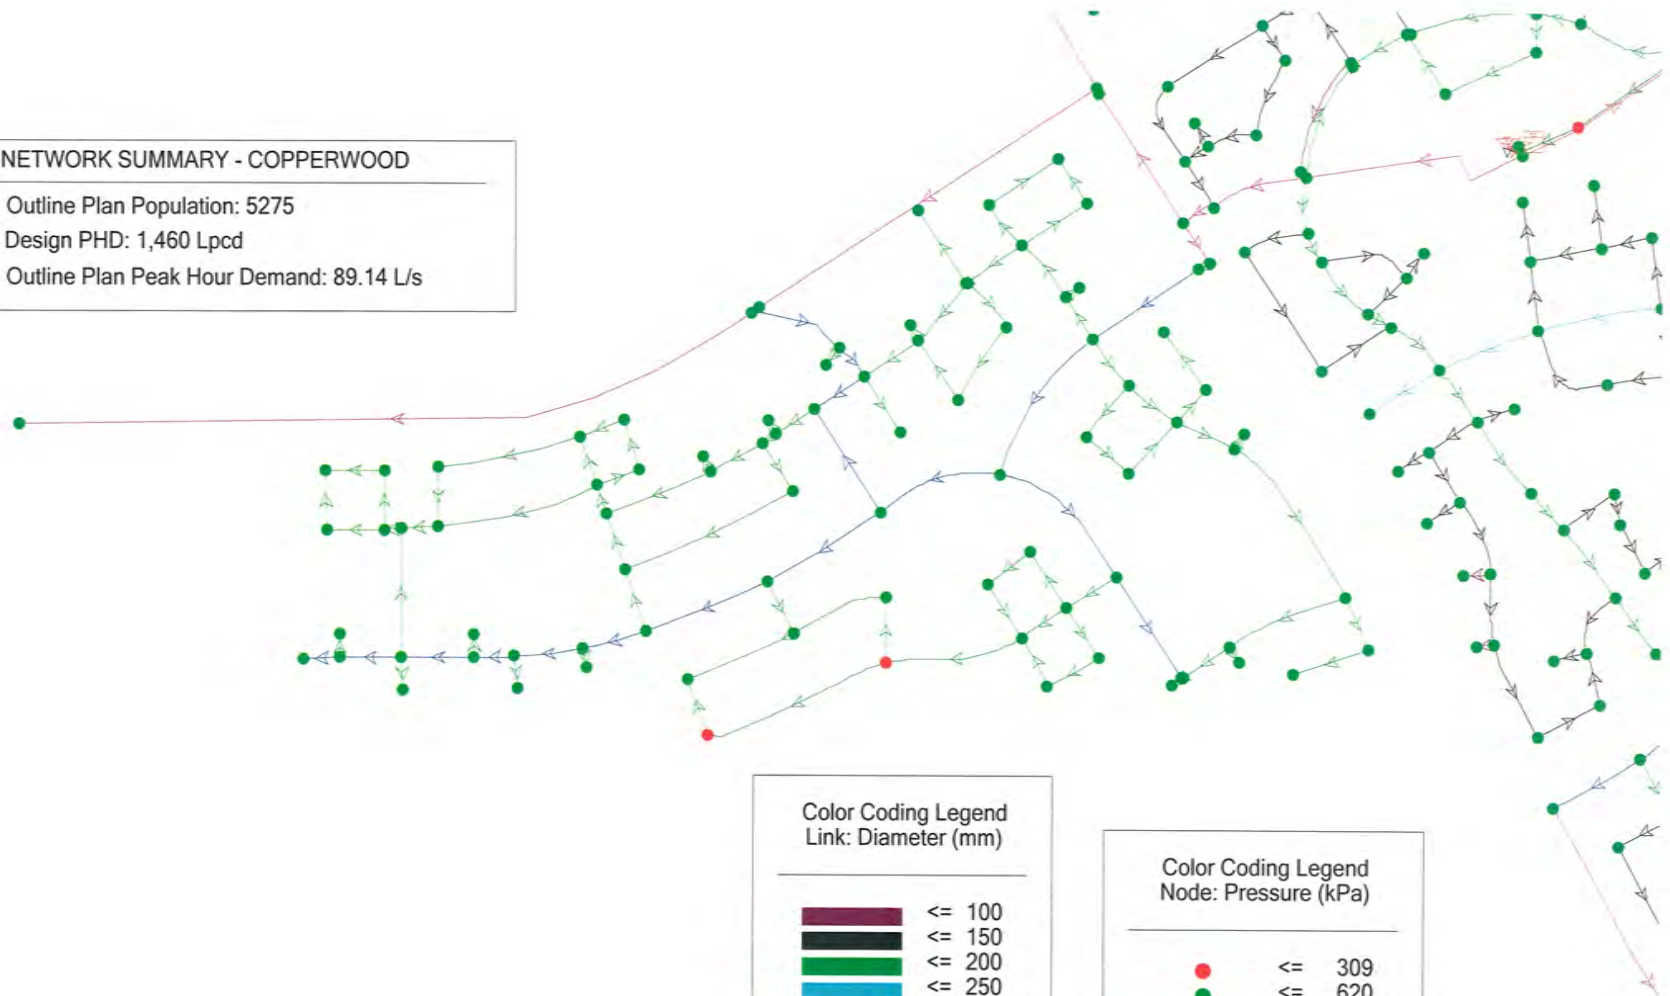 NETWORK SUMMARY - COPPERWOOD
Outline Plan Population: 5275
Design PHD: 1,460 Lpcd
Outline Plan Peak Hour Demand: 89.14 L/s
Color Coding Legend
Link: Diameter (mm)
<= 100
<= 150
<= 200
<= 250
Color Coding Legend
Node: Pressure (kPa)
<= 309
<= 620